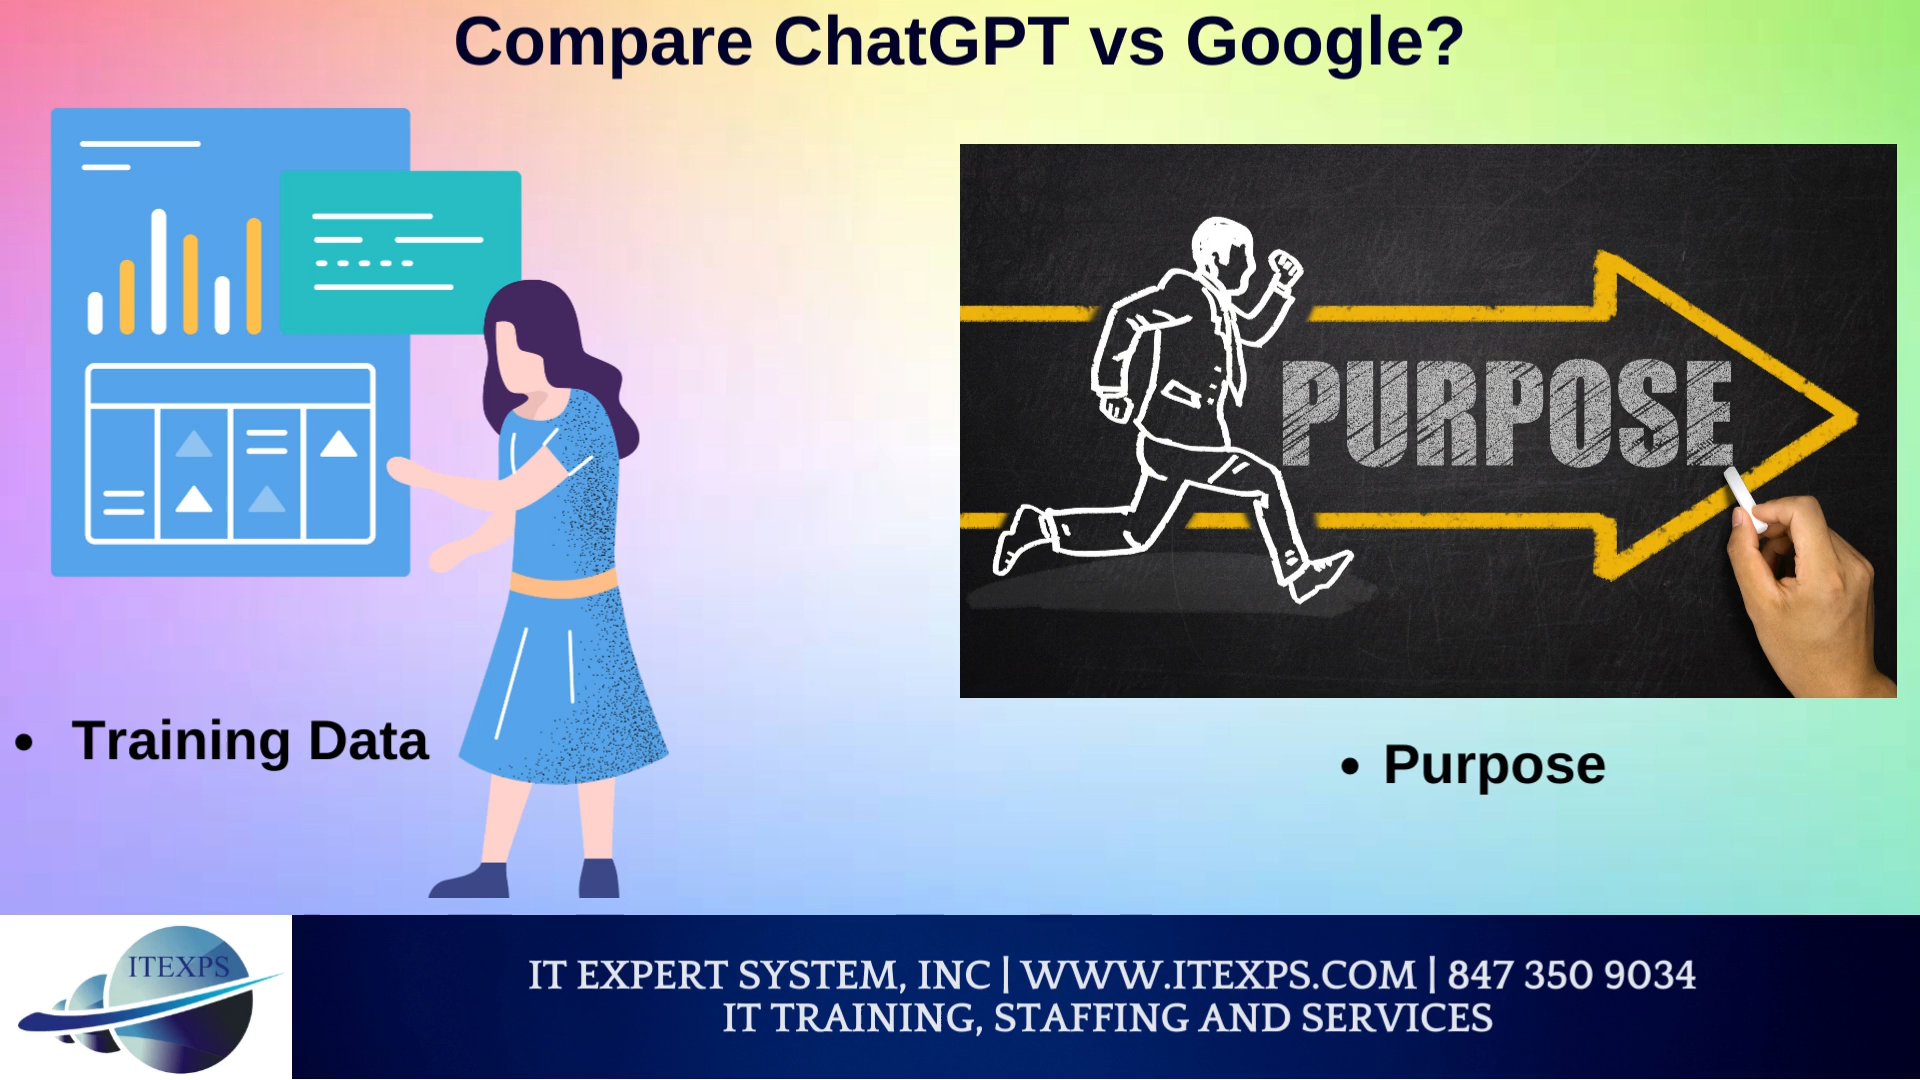 Compare ChatGPT vs Google?
PURPOSE
• Training Data
• Purpose
ITEXPS
IT EXPERT SYSTEM, INC | WWW.ITEXPS.COM | 847 350 9034
IT TRAINING, STAFFING AND SERVICES